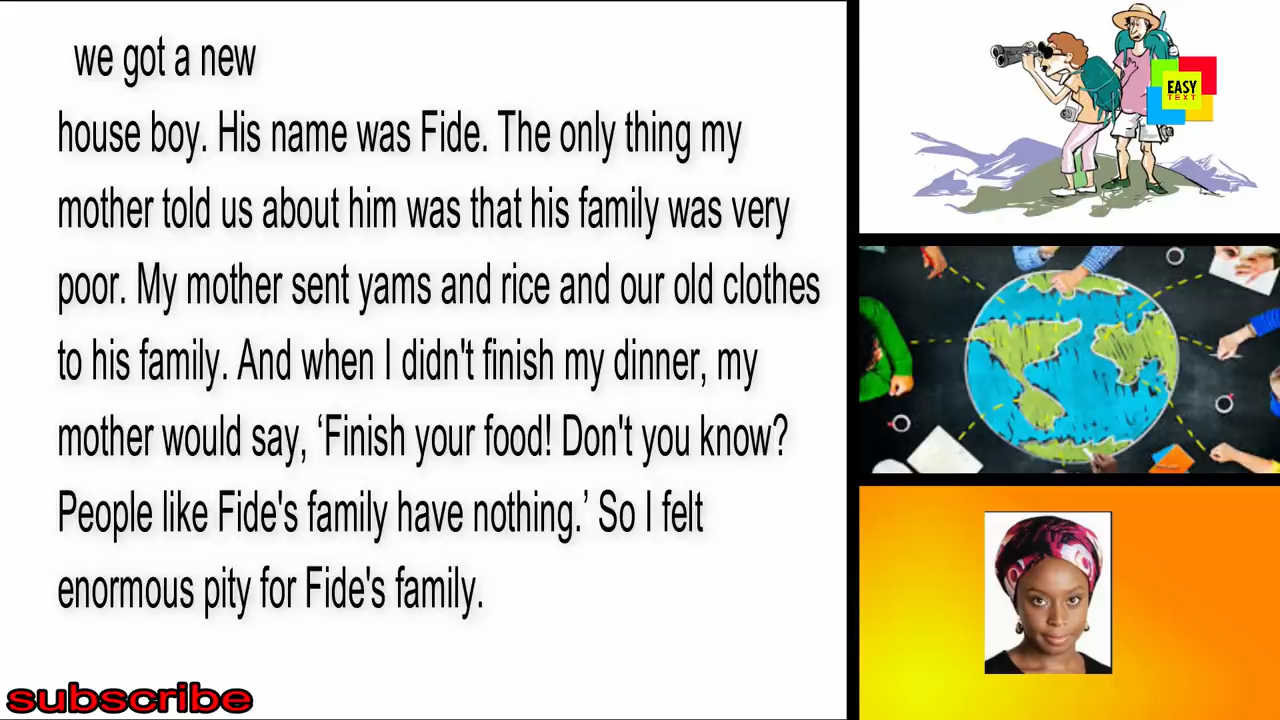 we got a new
house boy. His name was Fide. The only thing my
mother told us about him was that his family was very
poor. My mother sent yams and rice and our old clothes
to his family. And when I didn't finish my dinner, my
mother would say, ‘Finish your food! Don't you know?
People like Fide's family have nothing.’ So I felt
enormous pity for Fide's family.
subscribe
EASY
TEXT